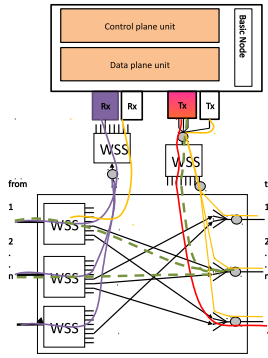 Control plane unit
Data plane unit
Basic Node
Rx
Rx
Tx
Tx
WSS
WSS
from
t
1
1
WSS
2
2
.
.
.
.
WSS
n
n
WSS